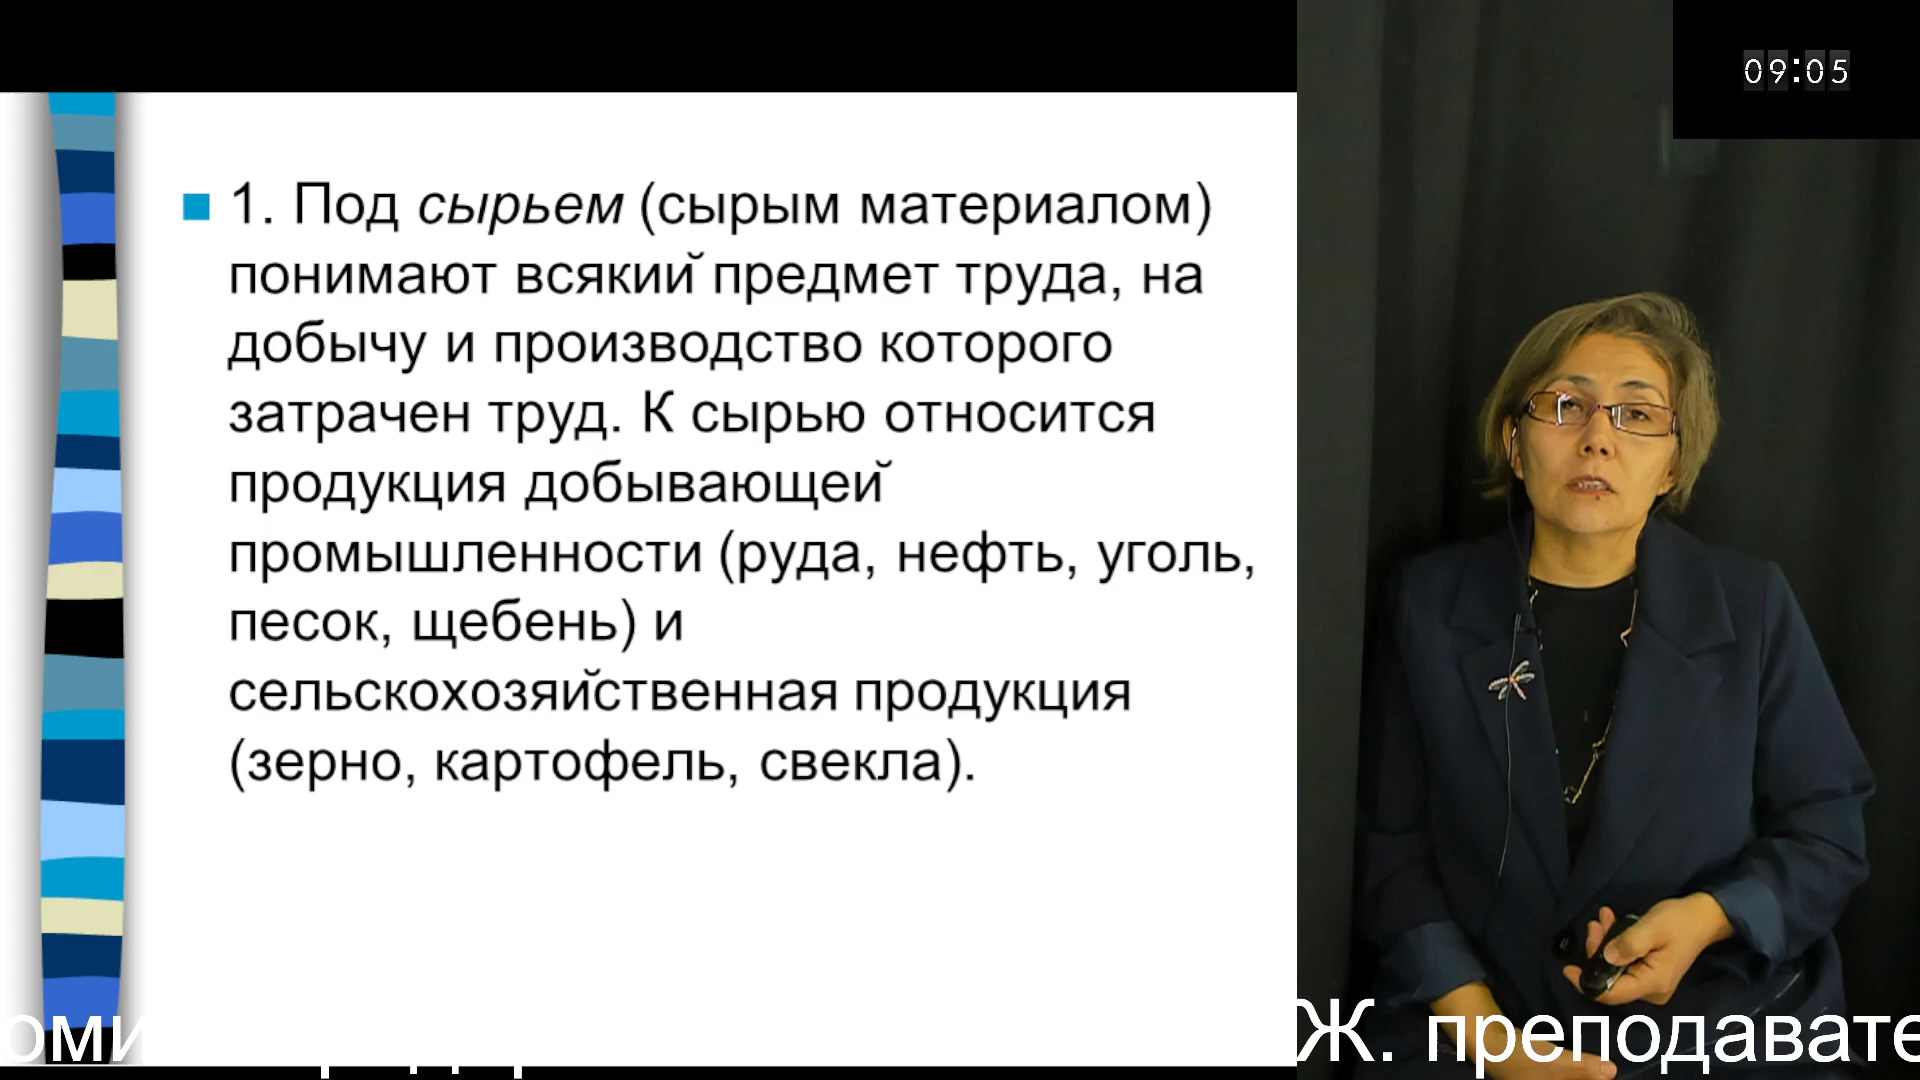 09:05
1. Под сырьем (сырым материалом)
понимают всякий предмет труда, на
добычу и производство которого
затрачен труд. К сырью относится
продукция добывающей
промышленности (руда, нефть, уголь,
песок, щебень) и
сельскохозяйственная продукция
(зерно, картофель, свекла).
Ж. преподавате